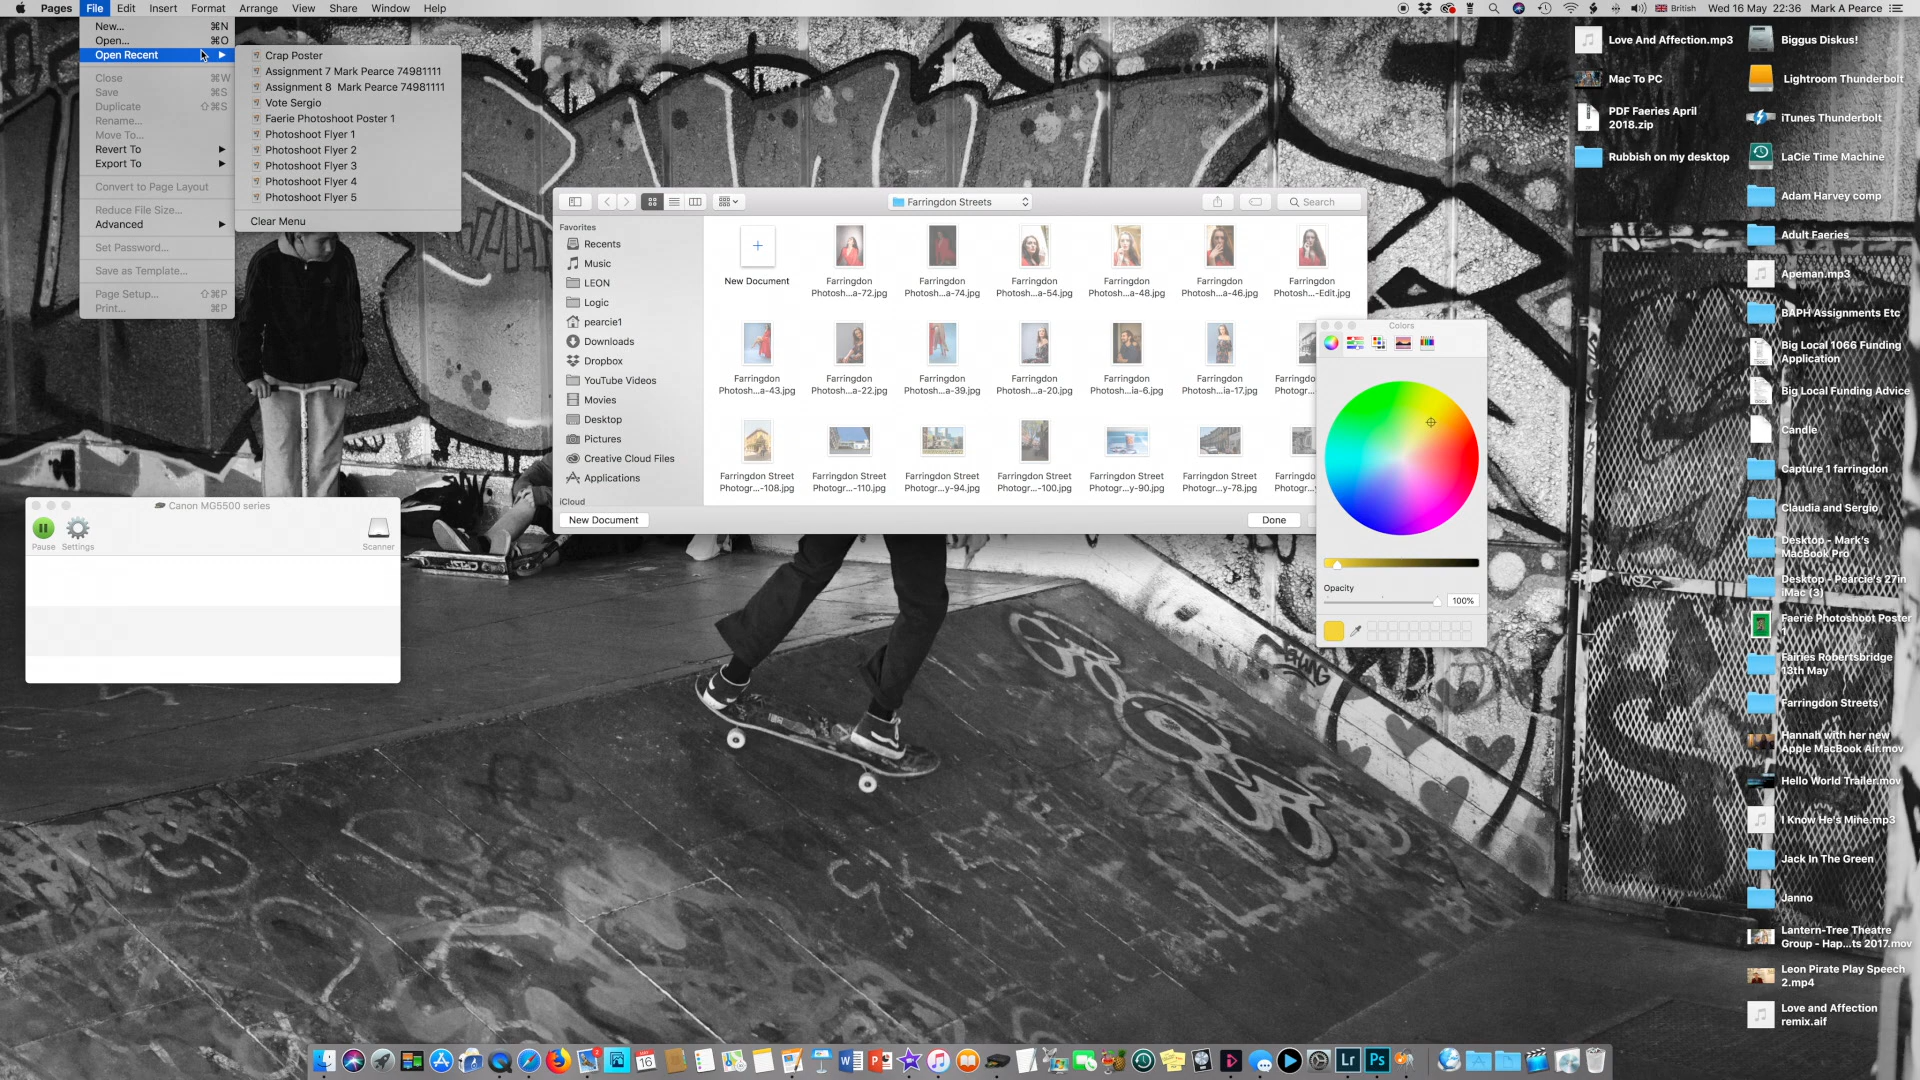 Pages File Edit Insert Format Arrange View Share Window Help
British Wed 16 May 22:36 Mark A Pearce
New... ⌘N
Open... ⌘O
Open Recent ▶
Close ⌘W
Save ⌘S
Duplicate ⇧⌘S
Rename...
Move To...
Revert To ▶
Export To ▶
Convert to Page Layout
Reduce File Size...
Advanced ▶
Set Password...
Save as Template...
Page Setup... ⇧⌘P
Print... ⌘P
Crap Poster
Assignment 7 Mark Pearce 74981111
Assignment 8 Mark Pearce 74981111
Vote Sergio
Faerie Photoshoot Poster 1
Photoshoot Flyer 1
Photoshoot Flyer 2
Photoshoot Flyer 3
Photoshoot Flyer 4
Photoshoot Flyer 5
Clear Menu
Farringdon Streets
Search
Favorites
Recents
Music
LEON
Logic
pearcie1
Downloads
Dropbox
YouTube Videos
Movies
Desktop
Pictures
Creative Cloud Files
Applications
iCloud
New Document
Farringdon
Photosh...a-72.jpg
Farringdon
Photosh...a-74.jpg
Farringdon
Photosh...a-54.jpg
Farringdon
Photosh...a-48.jpg
Farringdon
Photosh...a-46.jpg
Farringdon
Photosh...-Edit.jpg
Farringdon
Photosh...a-43.jpg
Farringdon
Photosh...a-22.jpg
Farringdon
Photosh...a-39.jpg
Farringdon
Photosh...a-20.jpg
Farringdon
Photosh...ia-6.jpg
Farringdon
Photosh...ia-17.jpg
Farringdon Street
Photogr...-108.jpg
Farringdon Street
Photogr...-110.jpg
Farringdon Street
Photogr...y-94.jpg
Farringdon Street
Photogr...-100.jpg
Farringdon Street
Photogr...y-90.jpg
Farringdon Street
Photogr...y-78.jpg
New Document
Done
Colors
Opacity
100%
Canon MG5500 series
Pause Settings Scanner
Love And Affection.mp3
Mac To PC
PDF Faeries April
2018.zip
Rubbish on my desktop
Biggus Diskus!
Lightroom Thunderbolt
iTunes Thunderbolt
LaCie Time Machine
Adam Harvey comp
Adult Faeries
Apeman.mp3
BAPH Assignments Etc
Big Local 1066 Funding
Application
Big Local Funding Advice
Candle
Capture 1 farringdon
Claudia and Sergio
Desktop - Mark's
MacBook Pro
Desktop - Pearcie's 27in
iMac (3)
Faerie Photoshoot Poster
1
Fairies Robertsbridge
13th May
Farringdon Streets
Hannah with her new
Apple MacBook Air.mov
Hello World Trailer.mov
I Know He's Mine.mp3
Jack In The Green
Janno
Lantern-Tree Theatre
Group - Hap...ts 2017.mov
Leon Pirate Play Speech
2.mp4
Love and Affection
remix.aif
16
Lr
Ps